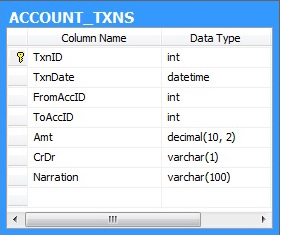 ACCOUNT_TXNS
Column Name Data Type
TxnID int
TxnDate datetime
FromAccID int
ToAccID int
Amt decimal(10, 2)
CrDr varchar(1)
Narration varchar(100)